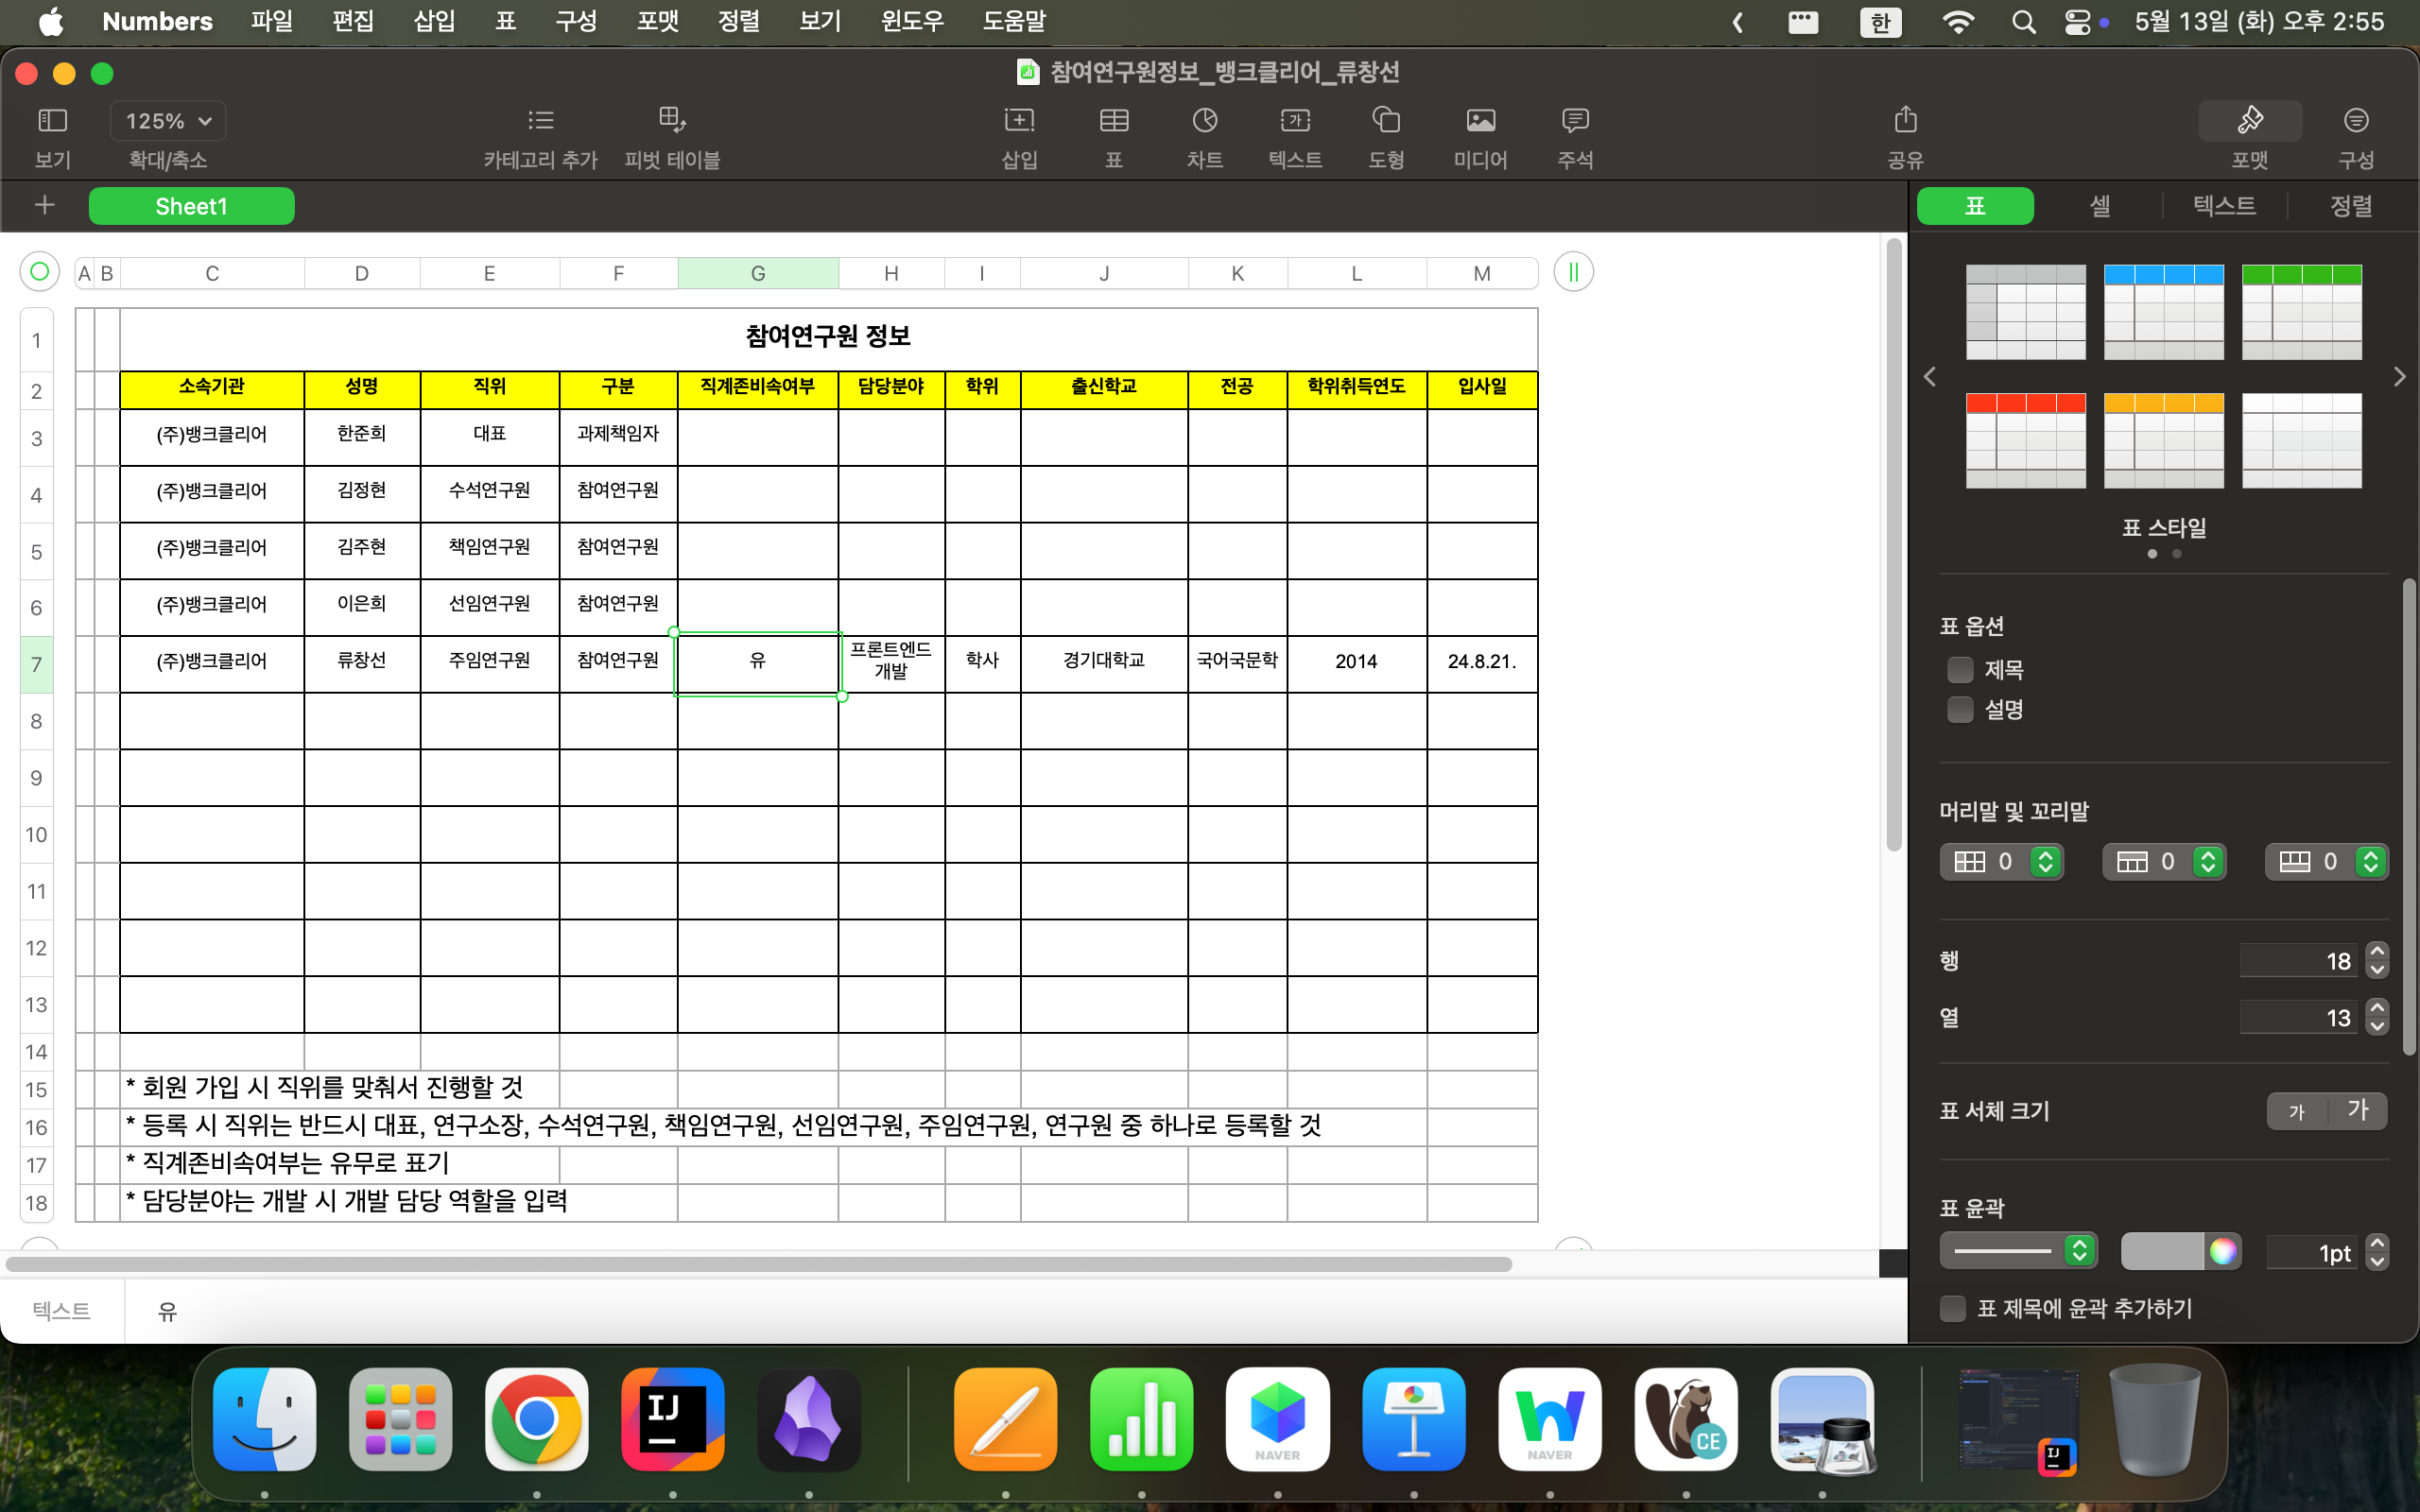 Numbers 파일 편집 삽입 표 구성 포맷 정렬 보기 윈도우 도움말 한 5월 13일 (화) 오후 2:55
참여연구원정보_뱅크클리어_류창선
125%
보기 확대/축소 카테고리 추가 피벗 테이블 삽입 표 차트 텍스트 도형 미디어 주석 공유 포맷 구성
Sheet1
표 셀 텍스트 정렬
A B C D E F G H I J K L M
1 참여연구원 정보
2 소속기관 성명 직위 구분 직계존비속여부 담당분야 학위 출신학교 전공 학위취득연도 입사일
3 (주)뱅크클리어 한준희 대표 과제책임자
4 (주)뱅크클리어 김정현 수석연구원 참여연구원
5 (주)뱅크클리어 김주현 책임연구원 참여연구원
6 (주)뱅크클리어 이은희 선임연구원 참여연구원
7 (주)뱅크클리어 류창선 주임연구원 참여연구원 유 프론트엔드 개발 학사 경기대학교 국어국문학 2014 24.8.21.
8
9
10
11
12
13
14
15 * 회원 가입 시 직위를 맞춰서 진행할 것
16 * 등록 시 직위는 반드시 대표, 연구소장, 수석연구원, 책임연구원, 선임연구원, 주임연구원, 연구원 중 하나로 등록할 것
17 * 직계존비속여부는 유무로 표기
18 * 담당분야는 개발 시 개발 담당 역할을 입력
텍스트 유
표 스타일
표 옵션
제목
설명
머리말 및 꼬리말
0 0 0
행 18
열 13
표 서체 크기 가 가
표 윤곽
1pt
표 제목에 윤곽 추가하기
IJ
NAVER
NAVER
CE
IJ